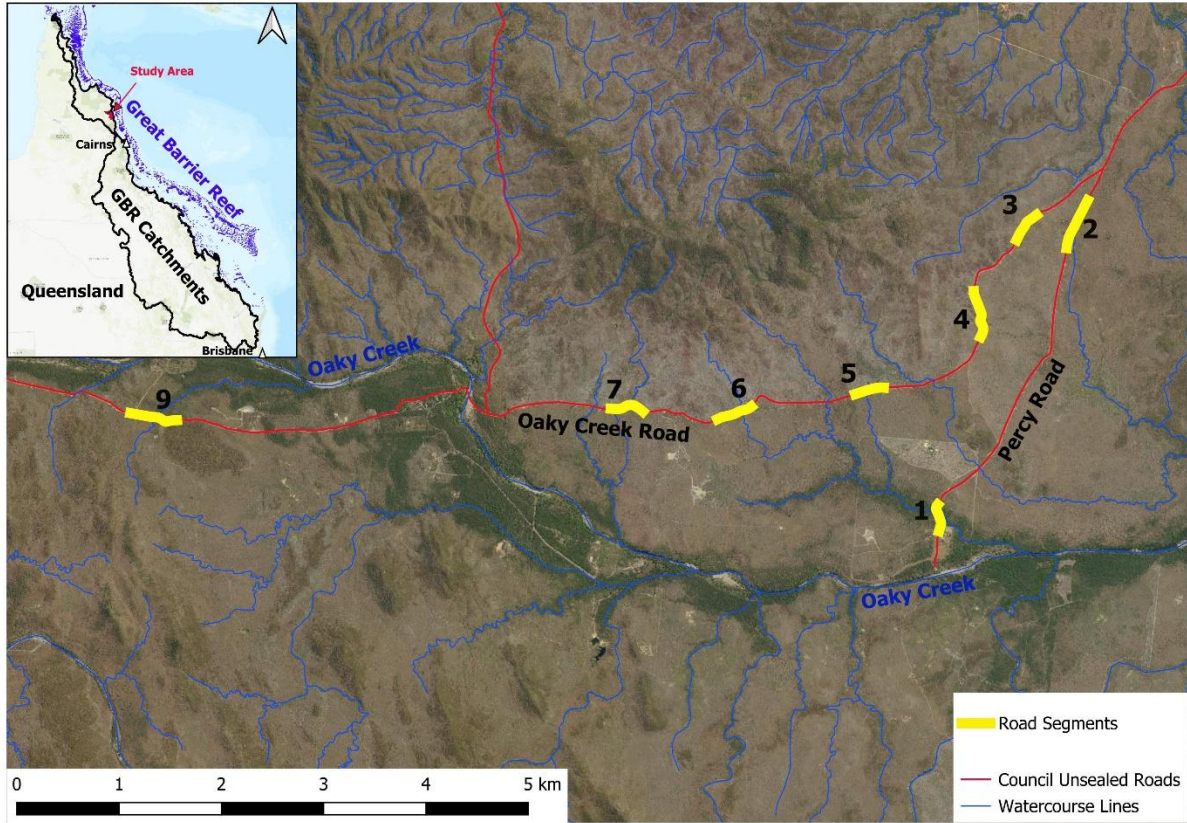 Study Area
Great Barrier Reef
Cairns
GBR Catchments
Queensland
Brisbane
3
2
4
Oaky Creek
5
7
6
9
Oaky Creek Road
Percy Road
1
Oaky Creek
Road Segments
Council Unsealed Roads
Watercourse Lines
0 1 2 3 4 5 km